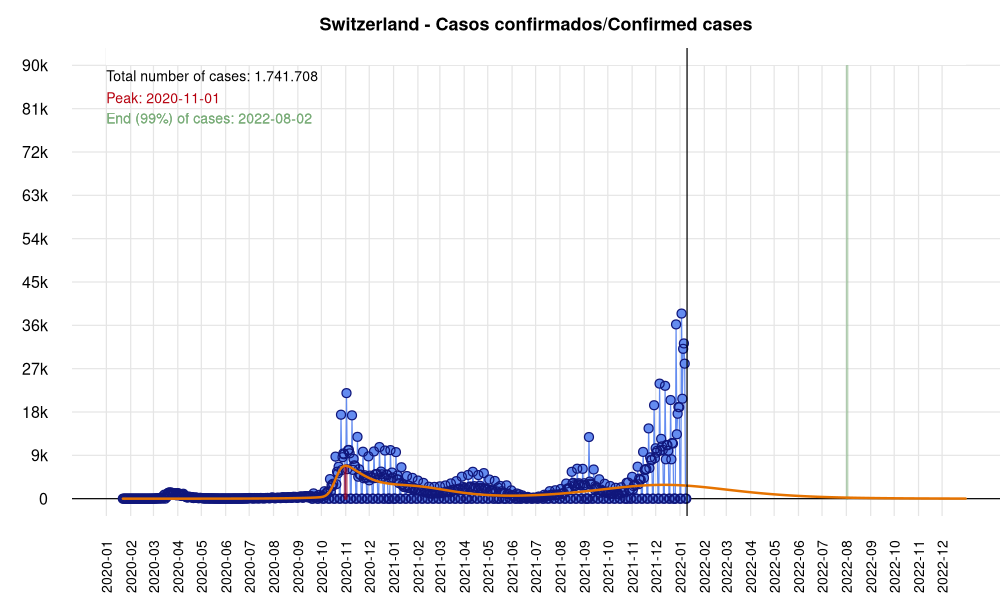 Switzerland - Casos confirmados/Confirmed cases
Total number of cases: 1.741.708
Peak: 2020-11-01
End (99%) of cases: 2022-08-02
90k
81k
72k
63k
54k
45k
36k
27k
18k
9k
0
2020-01
2020-02
2020-03
2020-04
2020-05
2020-06
2020-07
2020-08
2020-09
2020-10
2020-11
2020-12
2021-01
2021-02
2021-03
2021-04
2021-05
2021-06
2021-07
2021-08
2021-09
2021-10
2021-11
2021-12
2022-01
2022-02
2022-03
2022-04
2022-05
2022-06
2022-07
2022-08
2022-09
2022-10
2022-11
2022-12